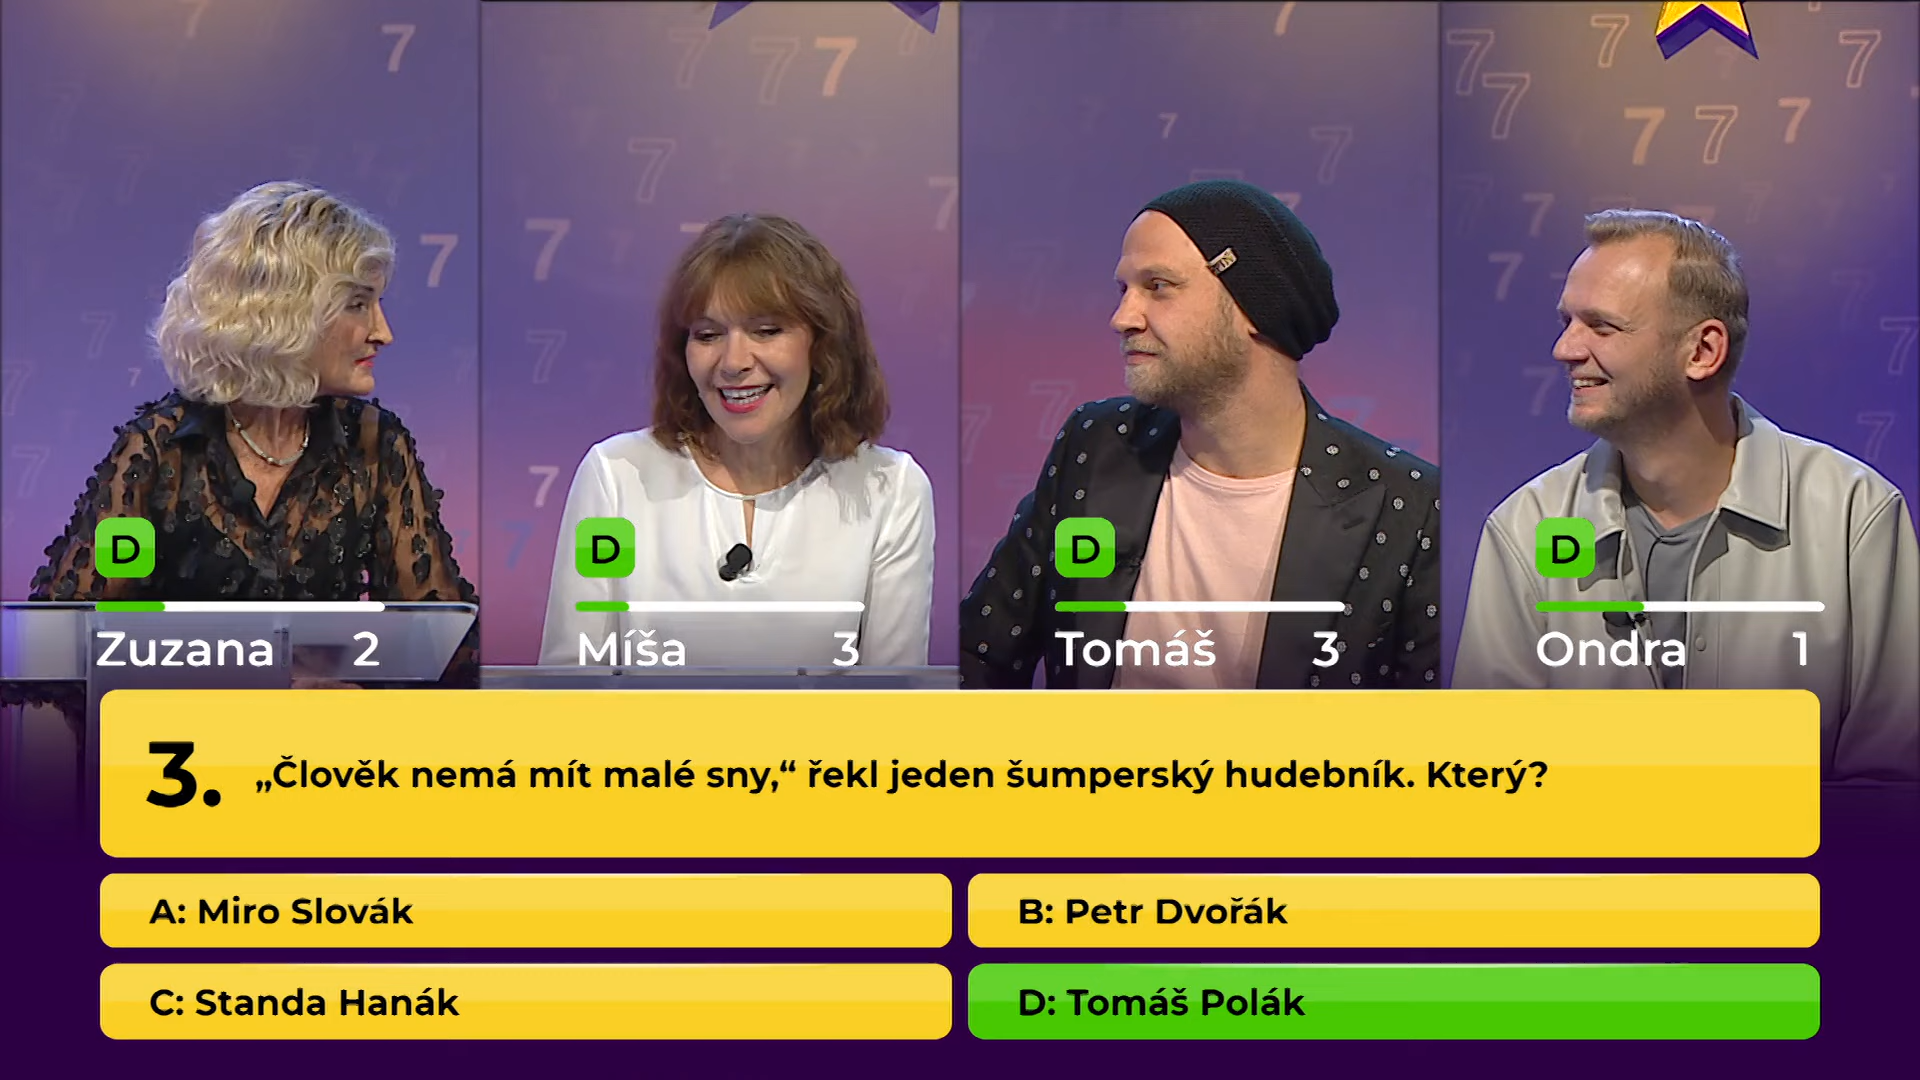 D
D
D
D
Zuzana 2
Míša 3
Tomáš 3
Ondra 1
3. „Člověk nemá mít malé sny,“ řekl jeden šumperský hudebník. Který?
A: Miro Slovák
B: Petr Dvořák
C: Standa Hanák
D: Tomáš Polák